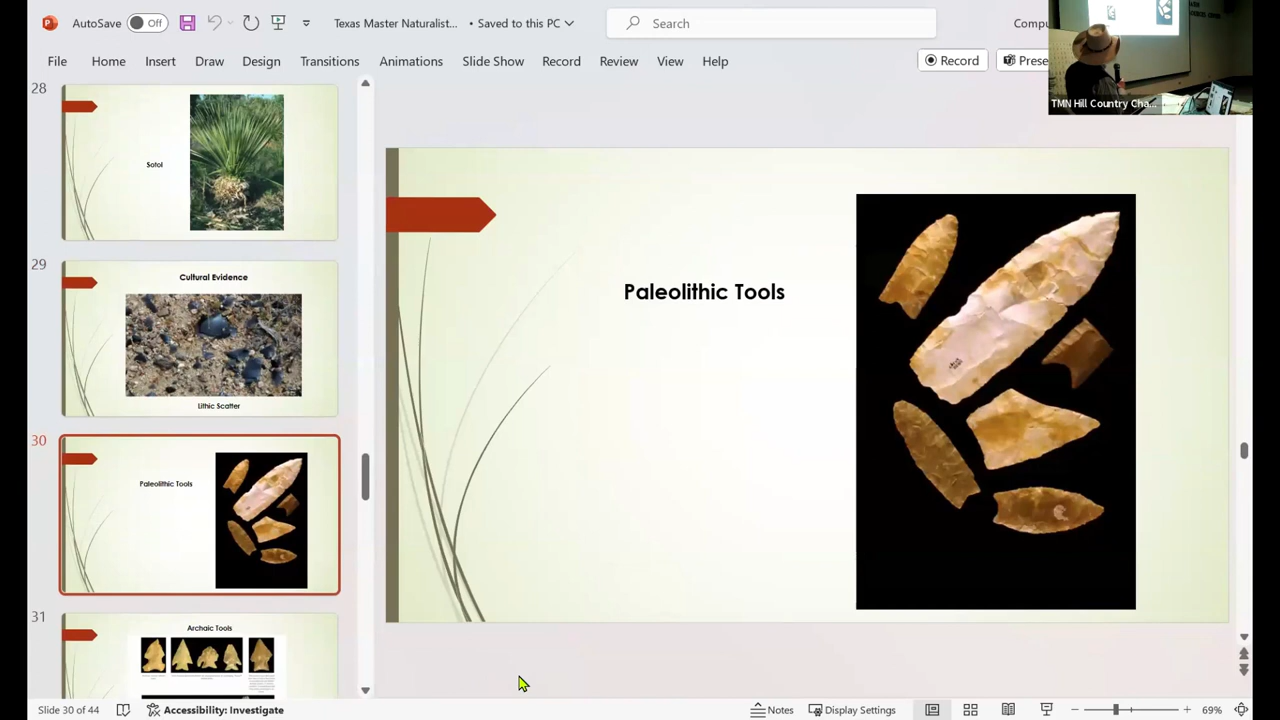 AutoSave
Off
Texas Master Naturalist...
• Saved to this PC
Search
Compu
File
Home
Insert
Draw
Design
Transitions
Animations
Slide Show
Record
Review
View
Help
Record
Prese
TMN Hill Country Cha...
28
Sotol
29
Cultural Evidence
Lithic Scatter
30
Paleolithic Tools
31
Archaic Tools
Paleolithic Tools
Slide 30 of 44
Accessibility: Investigate
Notes
Display Settings
69%